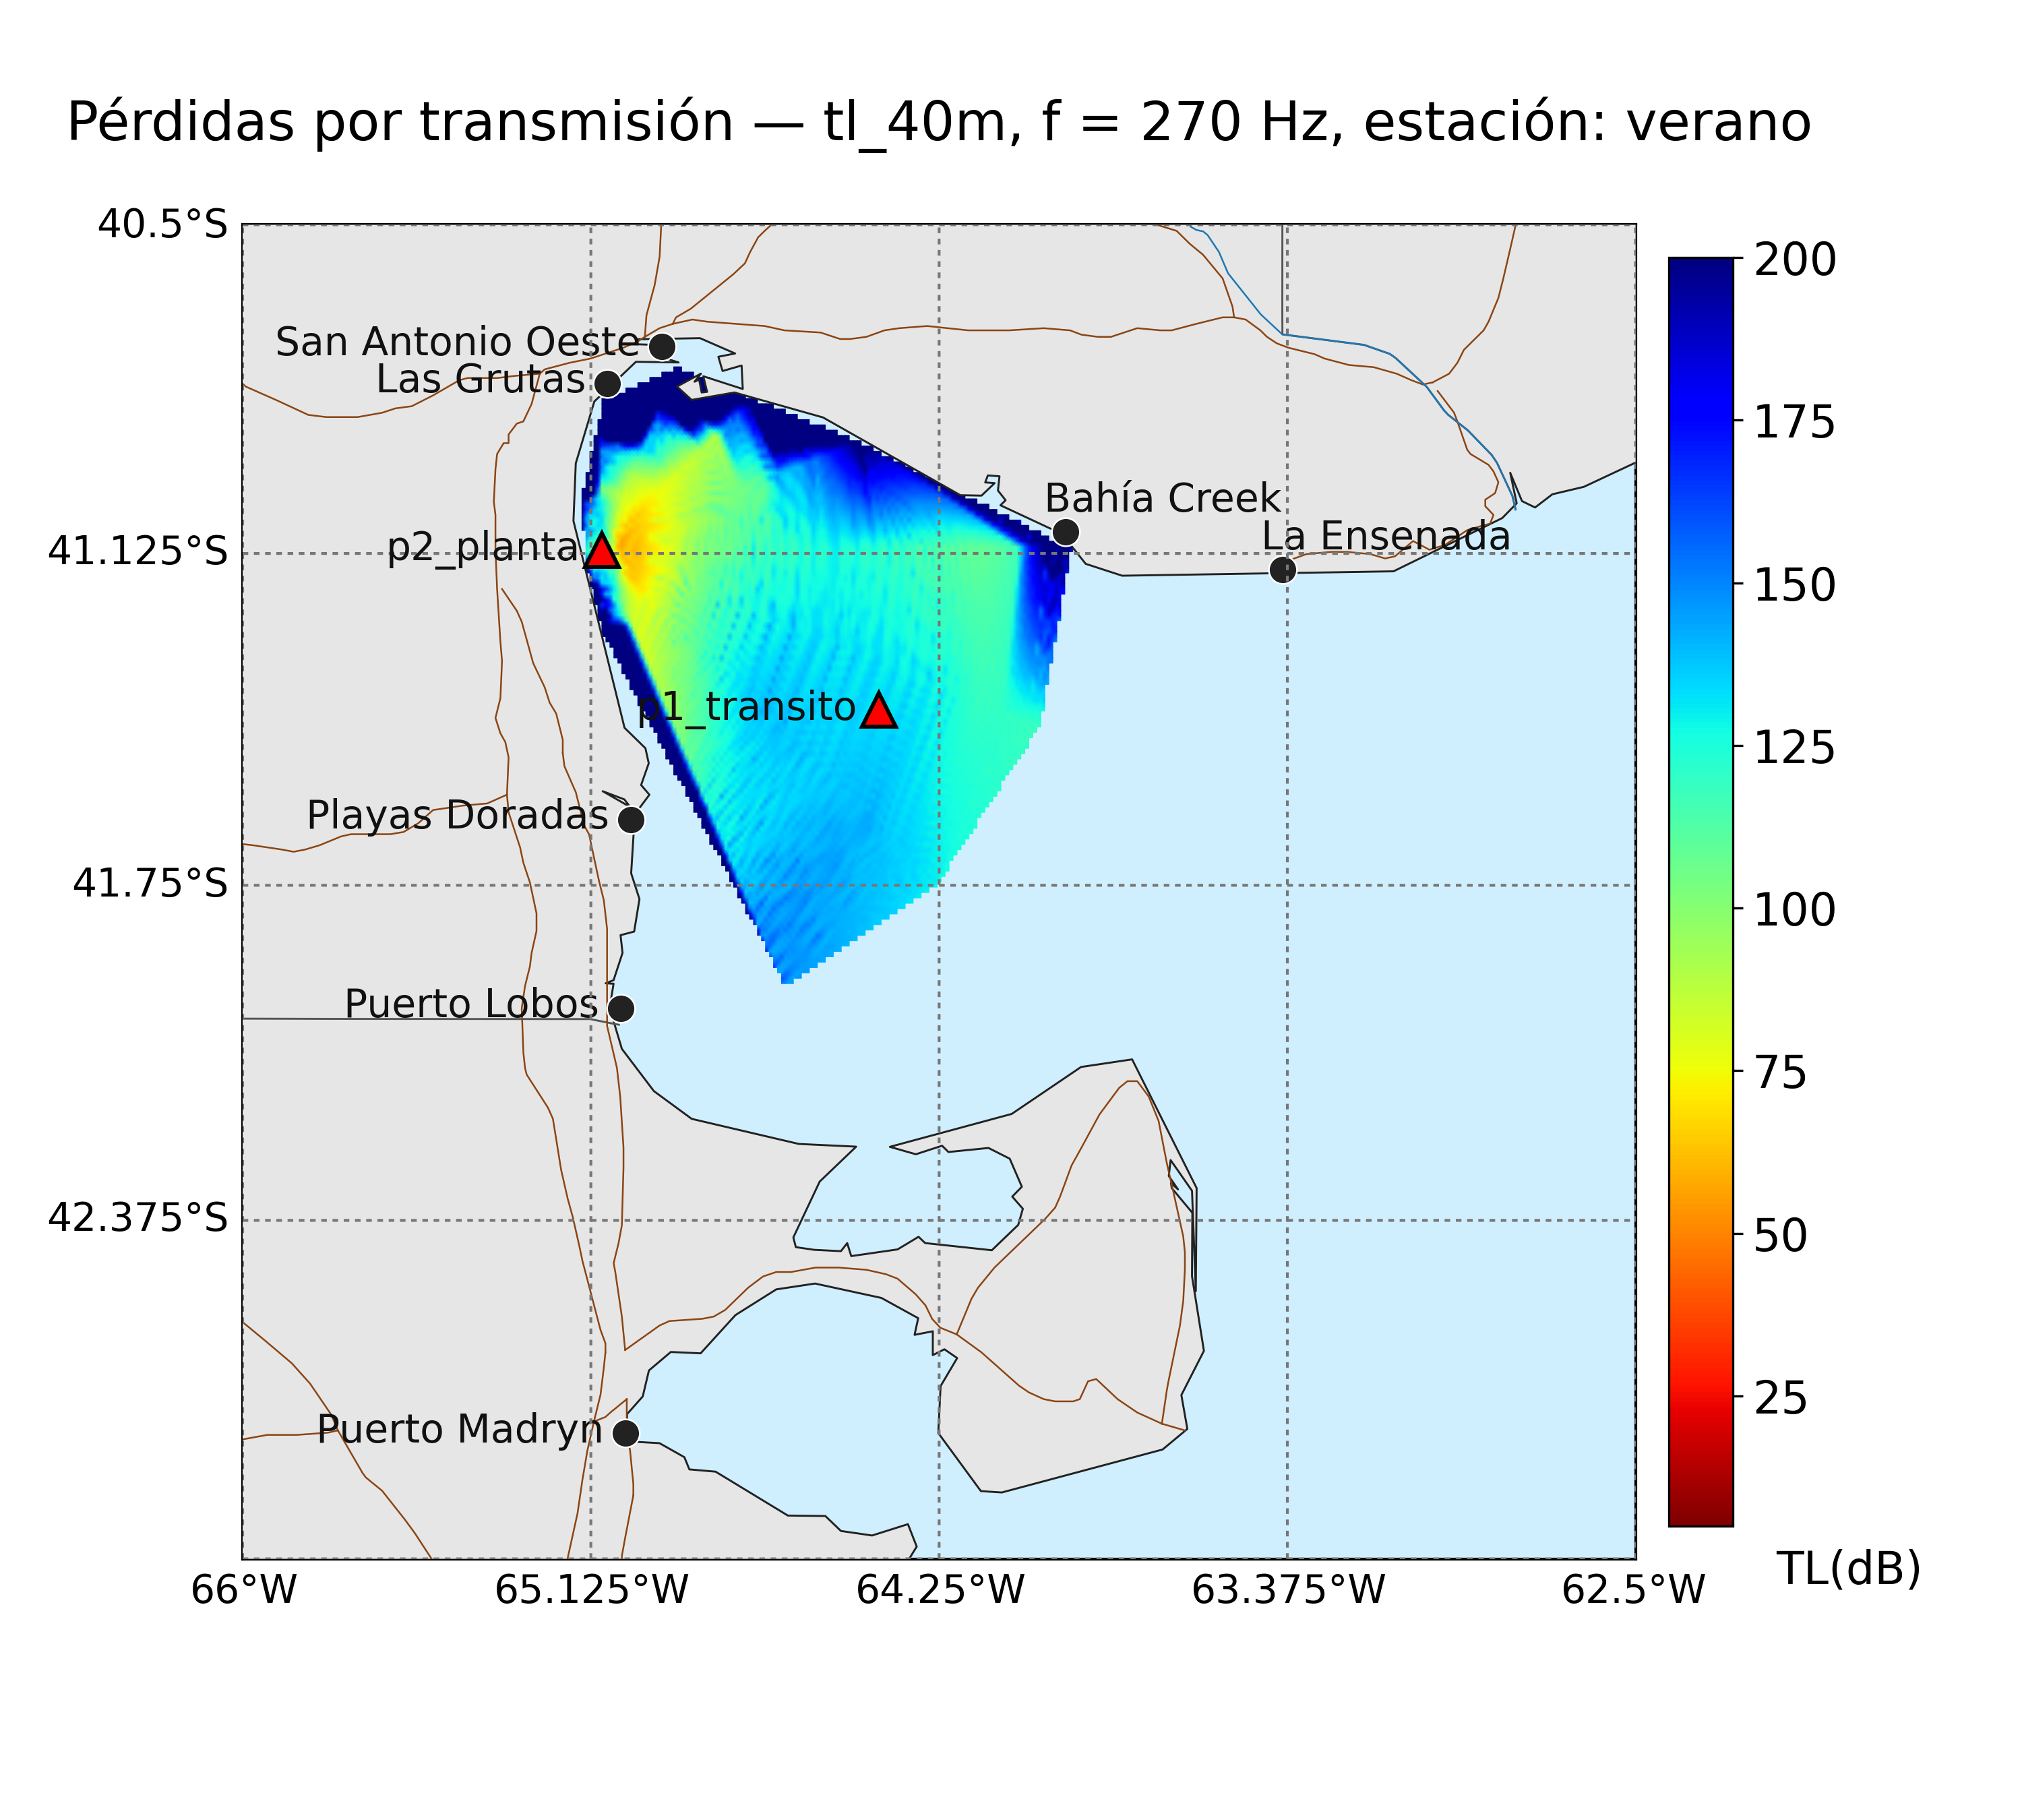 Pérdidas por transmisión — tl_40m, f = 270 Hz, estación: verano
40.5°S
200
San Antonio Oeste
Las Grutas
175
Bahía Creek
La Ensenada
p2_planta
41.125°S
150
p1_transito
125
Playas Doradas
41.75°S
100
Puerto Lobos
75
42.375°S
50
25
Puerto Madryn
TL(dB)
66°W
65.125°W
64.25°W
63.375°W
62.5°W